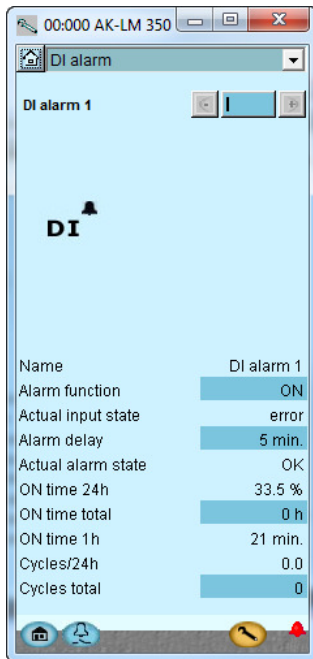 00:000 AK-LM 350
DI alarm
DI alarm 1
DI
Name DI alarm 1
Alarm function ON
Actual input state error
Alarm delay 5 min.
Actual alarm state OK
ON time 24h 33.5 %
ON time total 0 h
ON time 1h 21 min.
Cycles/24h 0.0
Cycles total 0